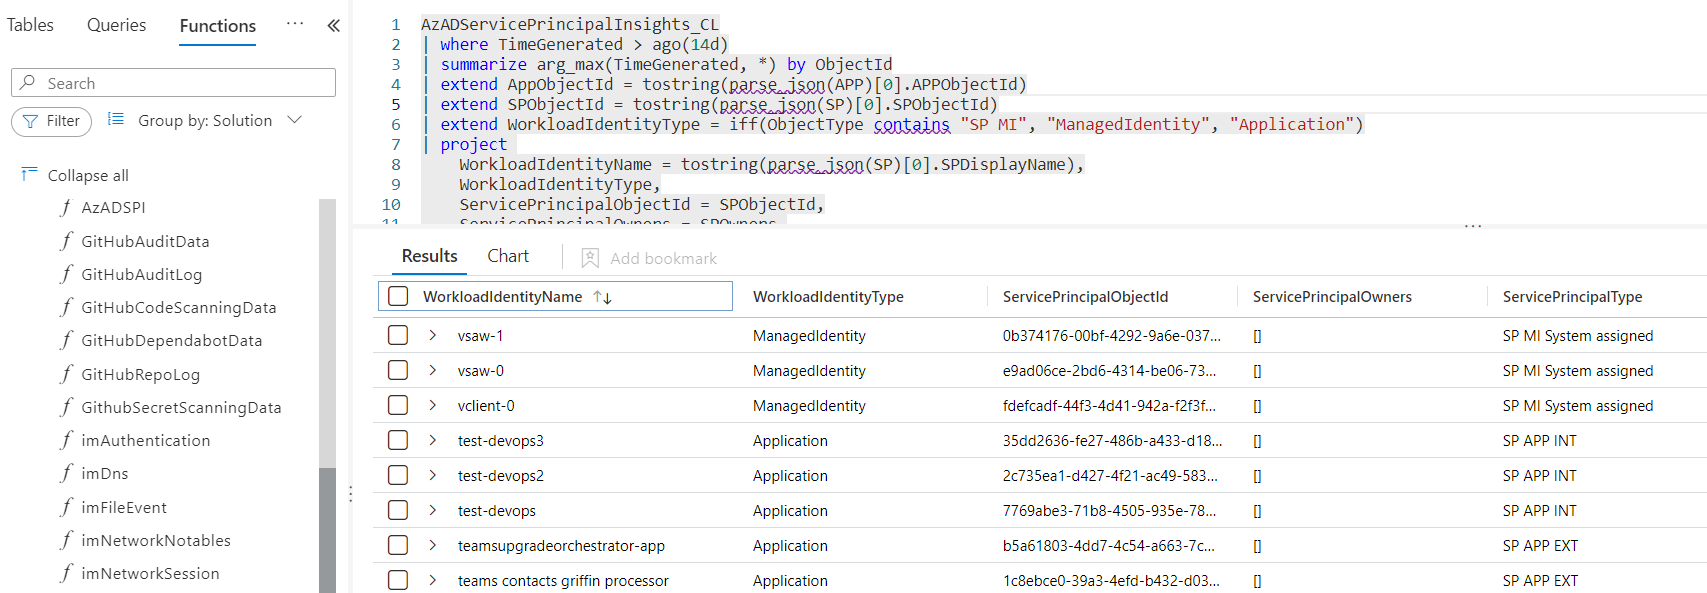 Tables Queries Functions ··· «
Search
Filter Group by: Solution
Collapse all
f AzADSPI
f GitHubAuditData
f GitHubAuditLog
f GitHubCodeScanningData
f GitHubDependabotData
f GitHubRepoLog
f GithubSecretScanningData
f imAuthentication
f imDns
f imFileEvent
f imNetworkNotables
f imNetworkSession
1 AzADServicePrincipalInsights_CL
2 | where TimeGenerated > ago(14d)
3 | summarize arg_max(TimeGenerated, *) by ObjectId
4 | extend AppObjectId = tostring(parse_json(APP)[0].APPObjectId)
5 | extend SPObjectId = tostring(parse_json(SP)[0].SPObjectId)
6 | extend WorkloadIdentityType = iff(ObjectType contains "SP MI", "ManagedIdentity", "Application")
7 | project
8 WorkloadIdentityName = tostring(parse_json(SP)[0].SPDisplayName),
9 WorkloadIdentityType,
10 ServicePrincipalObjectId = SPObjectId,
11 ServicePrincipalOwners = SPOwners,
Results Chart Add bookmark
WorkloadIdentityName ↑↓ WorkloadIdentityType ServicePrincipalObjectId ServicePrincipalOwners ServicePrincipalType
> vsaw-1 ManagedIdentity 0b374176-00bf-4292-9a6e-037... [] SP MI System assigned
> vsaw-0 ManagedIdentity e9ad06ce-2bd6-4314-be06-73... [] SP MI System assigned
> vclient-0 ManagedIdentity fdefcadf-44f3-4d41-942a-f2f3f... [] SP MI System assigned
> test-devops3 Application 35dd2636-fe27-486b-a433-d18... [] SP APP INT
> test-devops2 Application 2c735ea1-d427-4f21-ac49-583... [] SP APP INT
> test-devops Application 7769abe3-71b8-4505-935e-78... [] SP APP INT
> teamsupgradeorchestrator-app Application b5a61803-4dd7-4c54-a663-7c... [] SP APP EXT
> teams contacts griffin processor Application 1c8ebce0-39a3-4efd-b432-d03... [] SP APP EXT